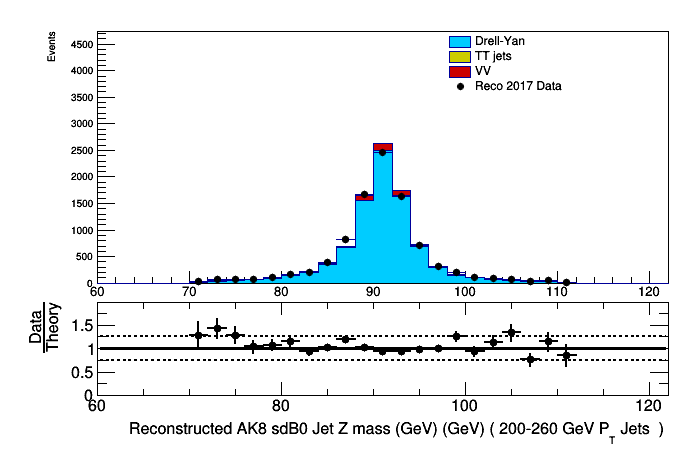 Events
4500
4000
3500
3000
2500
2000
1500
1000
500
0
Drell-Yan
TT jets
VV
Reco 2017 Data
60 70 80 90 100 110 120
Data
Theory
1.5
1
0.5
0
60 80 100 120
Reconstructed AK8 sdB0 Jet Z mass (GeV) (GeV) ( 200-260 GeV P_T Jets )